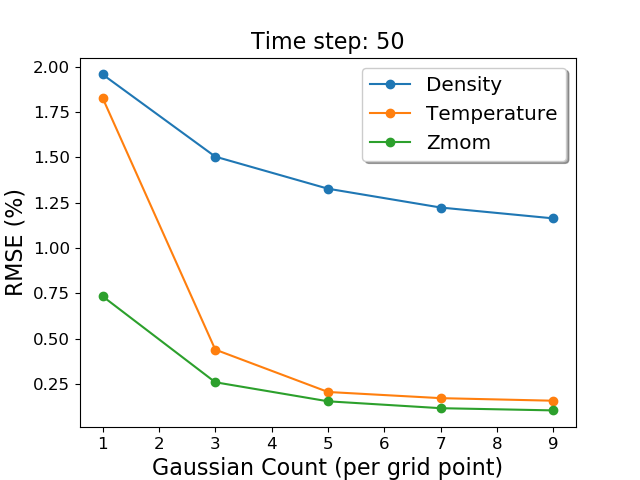 Time step: 50
Density
Temperature
Zmom
RMSE (%)
2.00
1.75
1.50
1.25
1.00
0.75
0.50
0.25
1 2 3 4 5 6 7 8 9
Gaussian Count (per grid point)